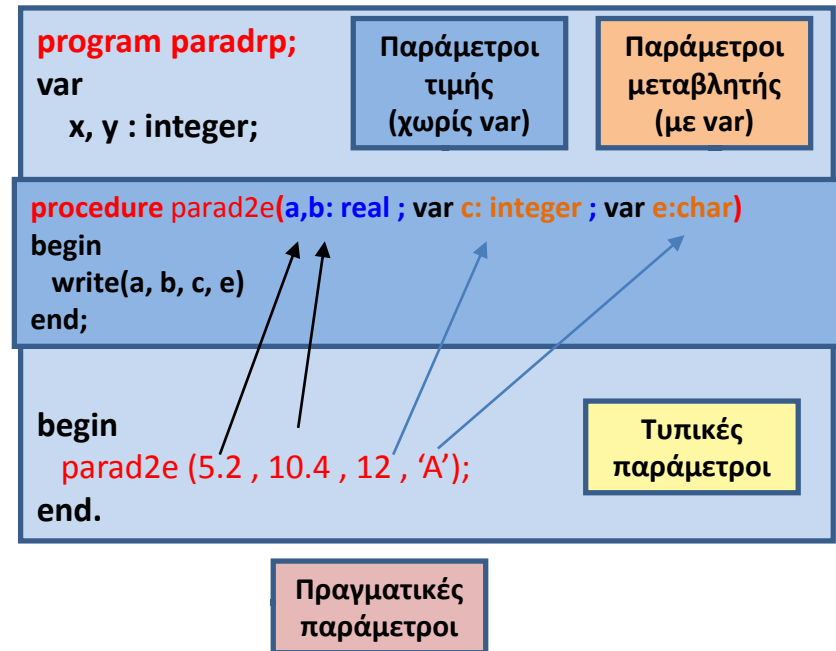 program paradrp;
var
x, y : integer;
Παράμετροι
τιμής
(χωρίς var)
Παράμετροι
μεταβλητής
(με var)
procedure parad2e(a,b: real ; var c: integer ; var e:char)
begin
write(a, b, c, e)
end;
begin
parad2e (5.2 , 10.4 , 12 , ‘A’);
end.
Τυπικές
παράμετροι
Πραγματικές
παράμετροι